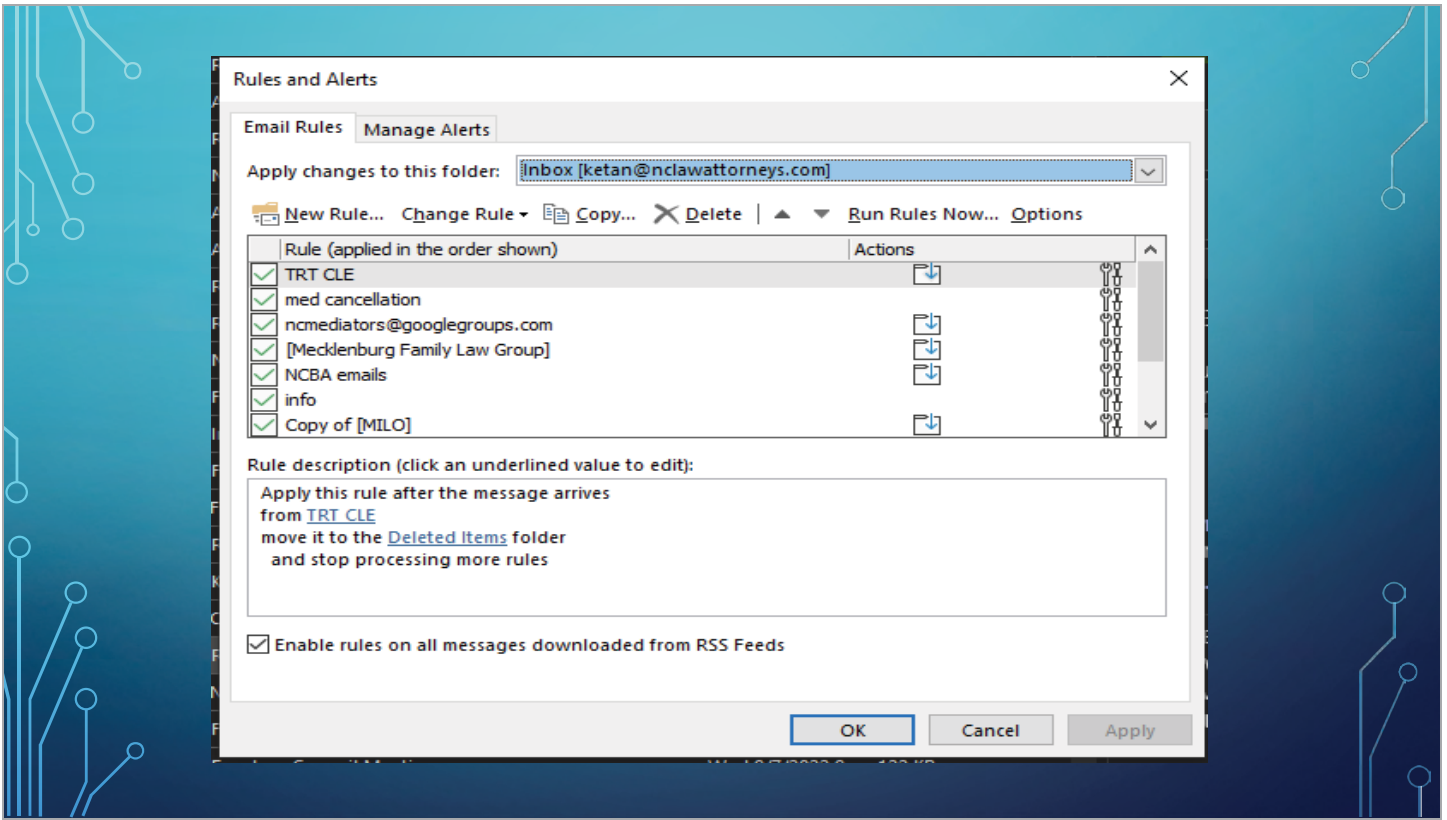 Rules and Alerts
Email Rules Manage Alerts
Apply changes to this folder: Inbox [ketan@nclawattorneys.com]
New Rule... Change Rule Copy... Delete Run Rules Now... Options
Rule (applied in the order shown) Actions
TRT CLE
med cancellation
ncmediators@googlegroups.com
[Mecklenburg Family Law Group]
NCBA emails
info
Copy of [MILO]
Rule description (click an underlined value to edit):
Apply this rule after the message arrives
from TRT CLE
move it to the Deleted Items folder
and stop processing more rules
Enable rules on all messages downloaded from RSS Feeds
OK Cancel Apply